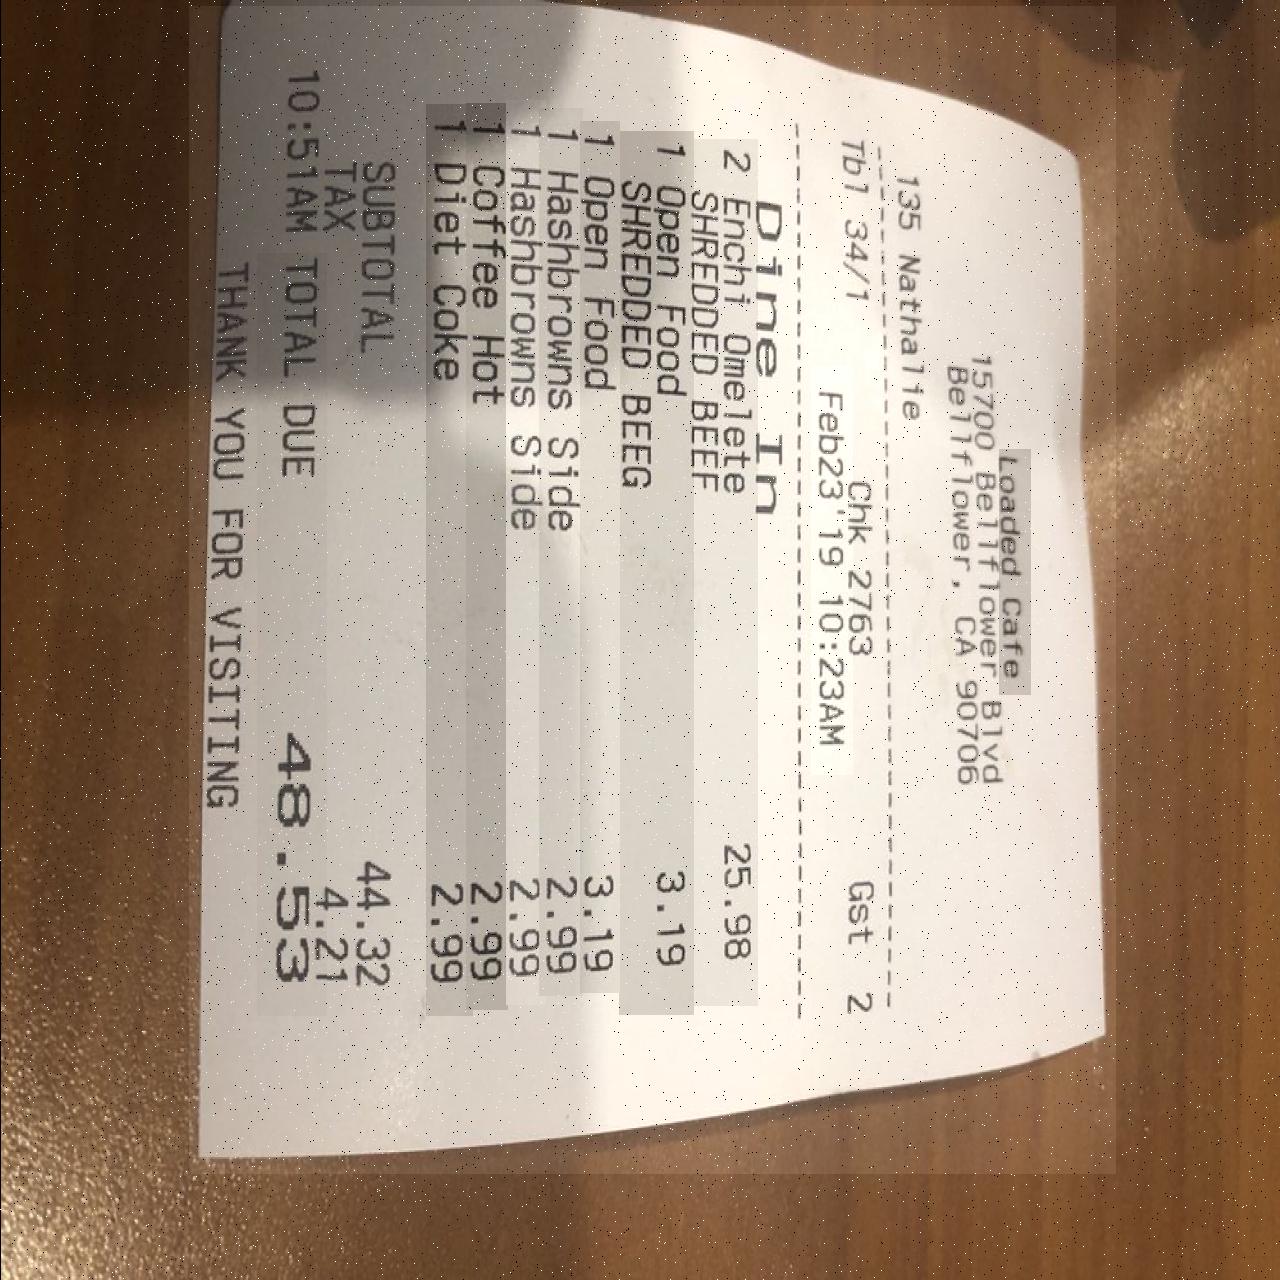 Loaded Cafe
15700 Bellflower Blvd
Bellflower, CA 90706
135 Nathalie
--------------------------------
Tbl 34/1 Chk 2763 Gst 2
Feb23'19 10:23AM
--------------------------------
Dine In
2 Enchi Omelete 25.98
SHREDDED BEEF
1 Open Food 3.19
SHREDDED BEEG
1 Open Food 3.19
1 Hashbrowns Side 2.99
1 Hashbrowns Side 2.99
1 Coffee Hot 2.99
1 Diet Coke 2.99
SUBTOTAL 44.32
TAX 4.21
10:51AM TOTAL DUE 48.53
THANK YOU FOR VISITING